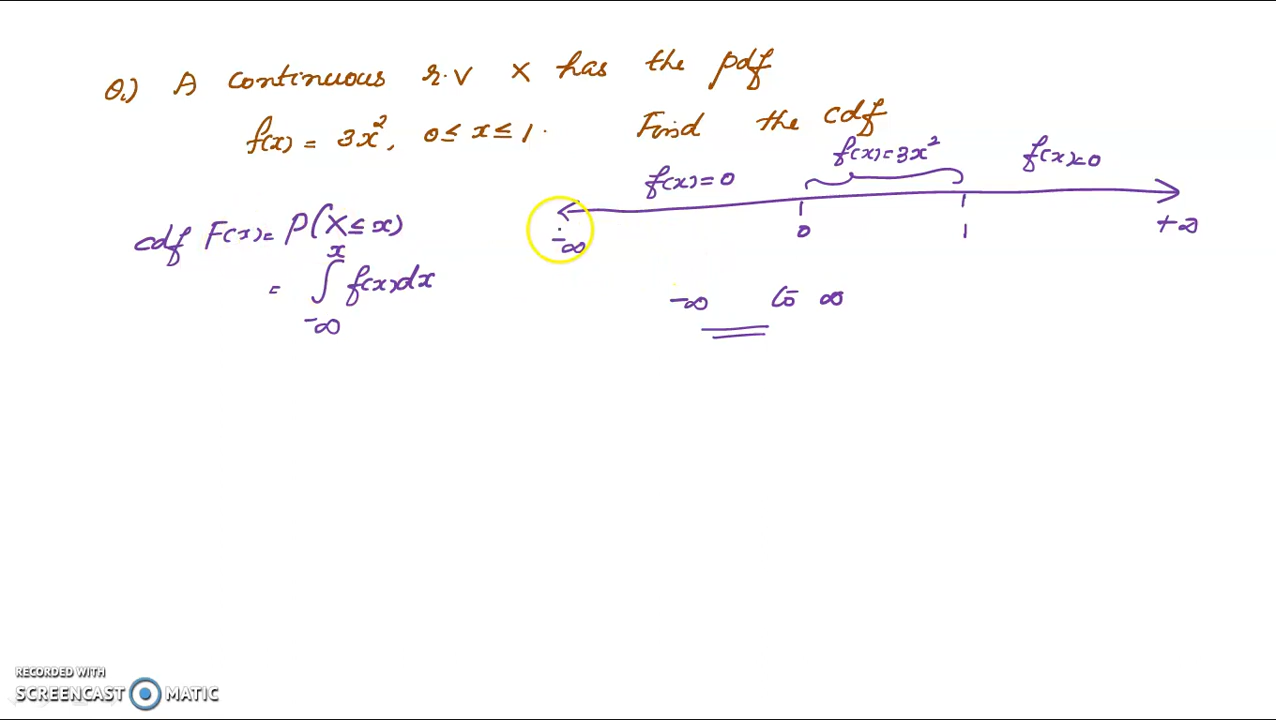 Q.) A continuous r.v X has the pdf
f(x) = 3x², 0 ≤ x ≤ 1. Find the cdf
f(x) = 0 f(x) = 3x² f(x) = 0
-∞ 0 1 +∞
cdf F(x) = P(X ≤ x)
= ∫_{-∞}^{x} f(x)dx
-∞ to ∞
RECORDED WITH
SCREENCAST MATIC